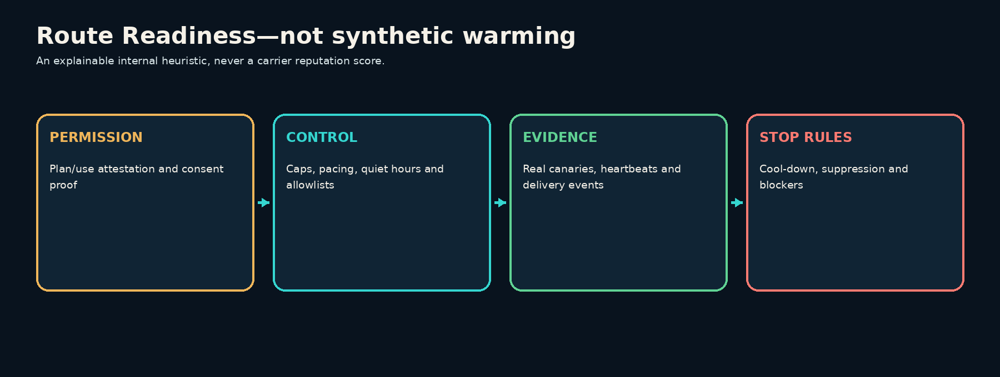 Route Readiness—not synthetic warming
An explainable internal heuristic, never a carrier reputation score.
PERMISSION
Plan/use attestation and consent
proof
CONTROL
Caps, pacing, quiet hours and
allowlists
EVIDENCE
Real canaries, heartbeats and
delivery events
STOP RULES
Cool-down, suppression and
blockers